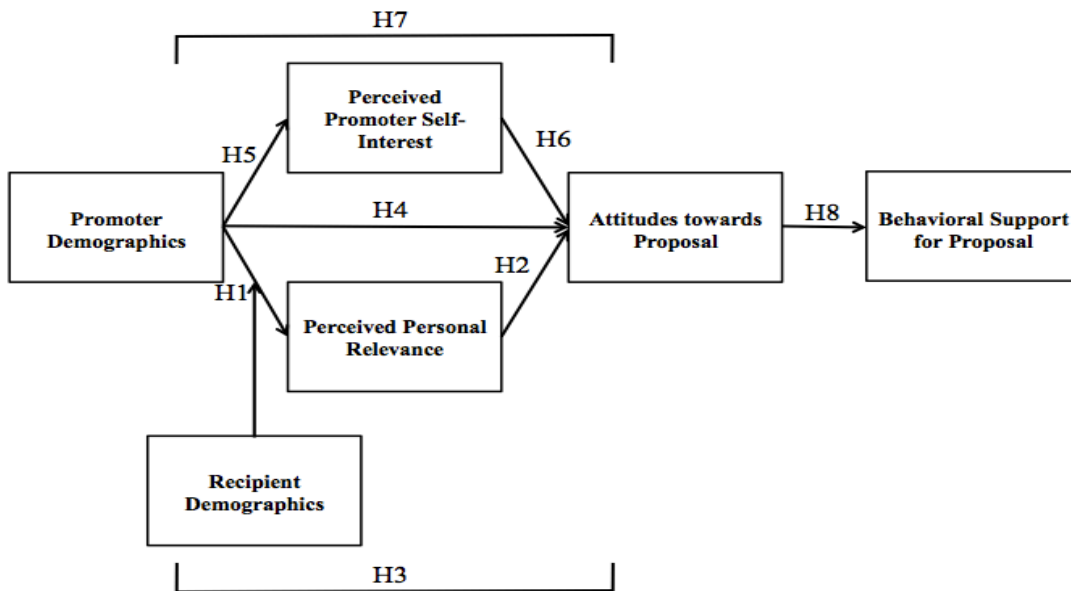 H7
Perceived
Promoter Self-
Interest
H5
H6
Promoter
Demographics
H4
Attitudes towards
Proposal
H8
Behavioral Support
for Proposal
H1
H2
Perceived Personal
Relevance
Recipient
Demographics
H3